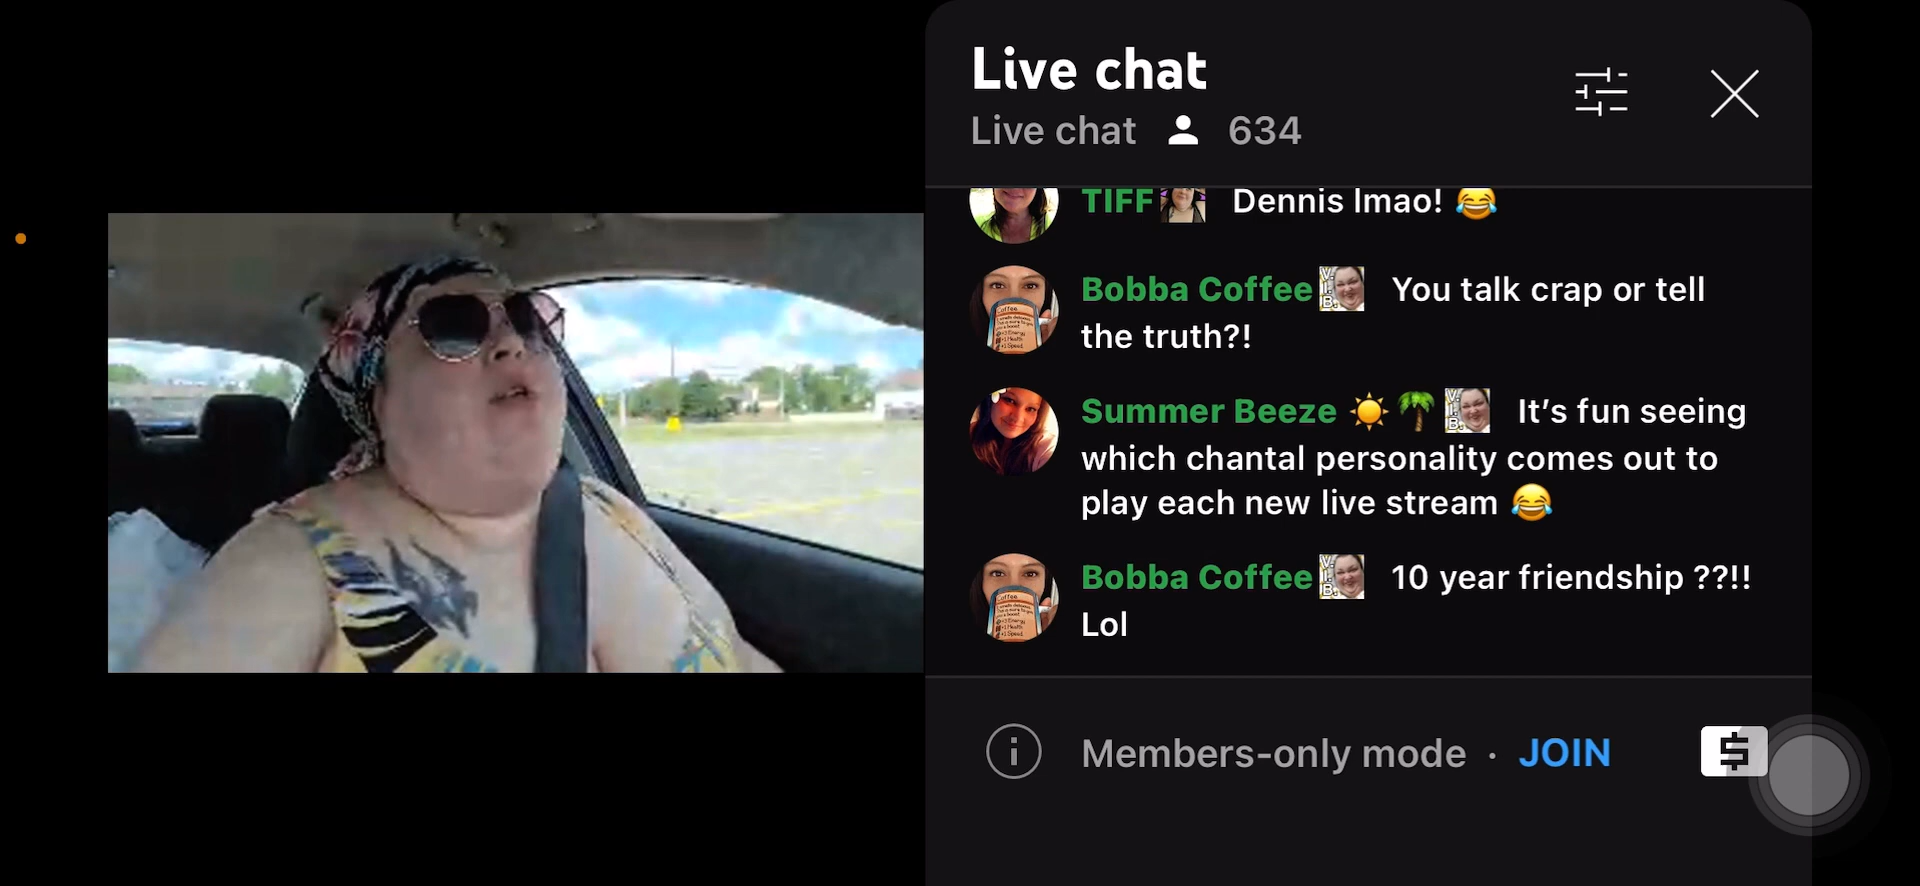 Live chat
Live chat 634
TIFF Dennis lmao! 😂
Bobba Coffee You talk crap or tell
the truth?!
Summer Beeze ☀️🌴 It's fun seeing
which chantal personality comes out to
play each new live stream 😂
Bobba Coffee 10 year friendship ??!!
Lol
Members-only mode · JOIN